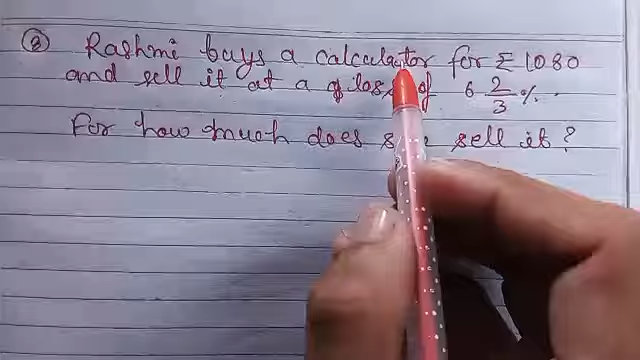 ⑧ Rashmi buys a calculator for ₹ 1080
and sell it at a loss of 6 2/3 %.
For how much does she sell it?